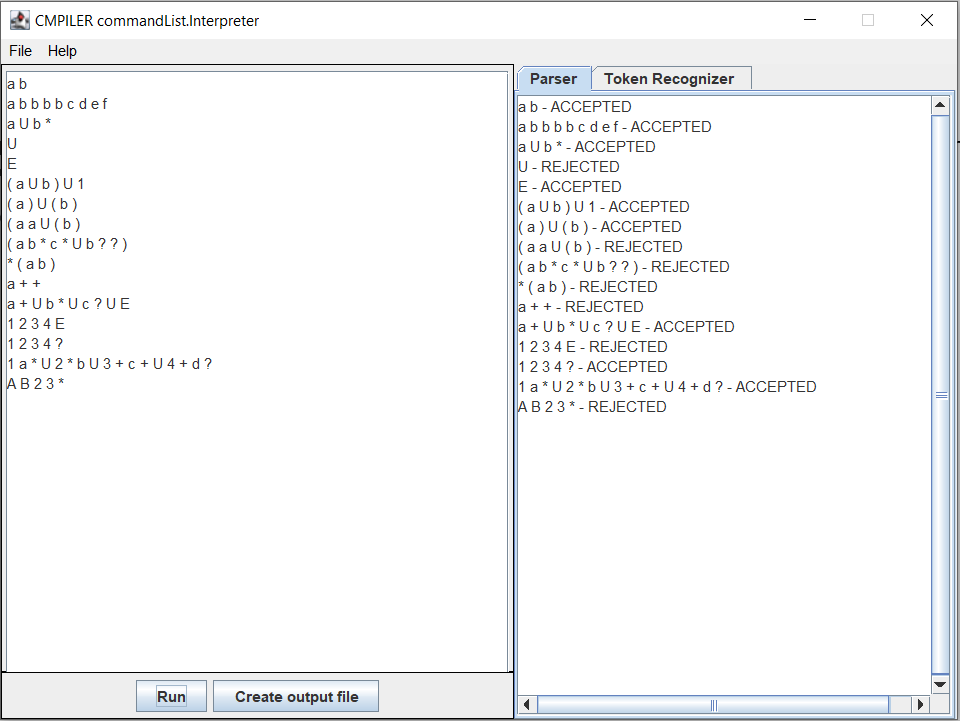 CMPILER commandList.Interpreter
File Help
a b
a b b b b c d e f
a U b *
U
E
( a U b ) U 1
( a ) U ( b )
( a a U ( b )
( a b * c * U b ? ? )
* ( a b )
a + +
a + U b * U c ? U E
1 2 3 4 E
1 2 3 4 ?
1 a * U 2 * b U 3 + c + U 4 + d ?
A B 2 3 *
Run Create output file
Parser Token Recognizer
a b - ACCEPTED
a b b b b c d e f - ACCEPTED
a U b * - ACCEPTED
U - REJECTED
E - ACCEPTED
( a U b ) U 1 - ACCEPTED
( a ) U ( b ) - ACCEPTED
( a a U ( b ) - REJECTED
( a b * c * U b ? ? ) - REJECTED
* ( a b ) - REJECTED
a + + - REJECTED
a + U b * U c ? U E - ACCEPTED
1 2 3 4 E - REJECTED
1 2 3 4 ? - ACCEPTED
1 a * U 2 * b U 3 + c + U 4 + d ? - ACCEPTED
A B 2 3 * - REJECTED